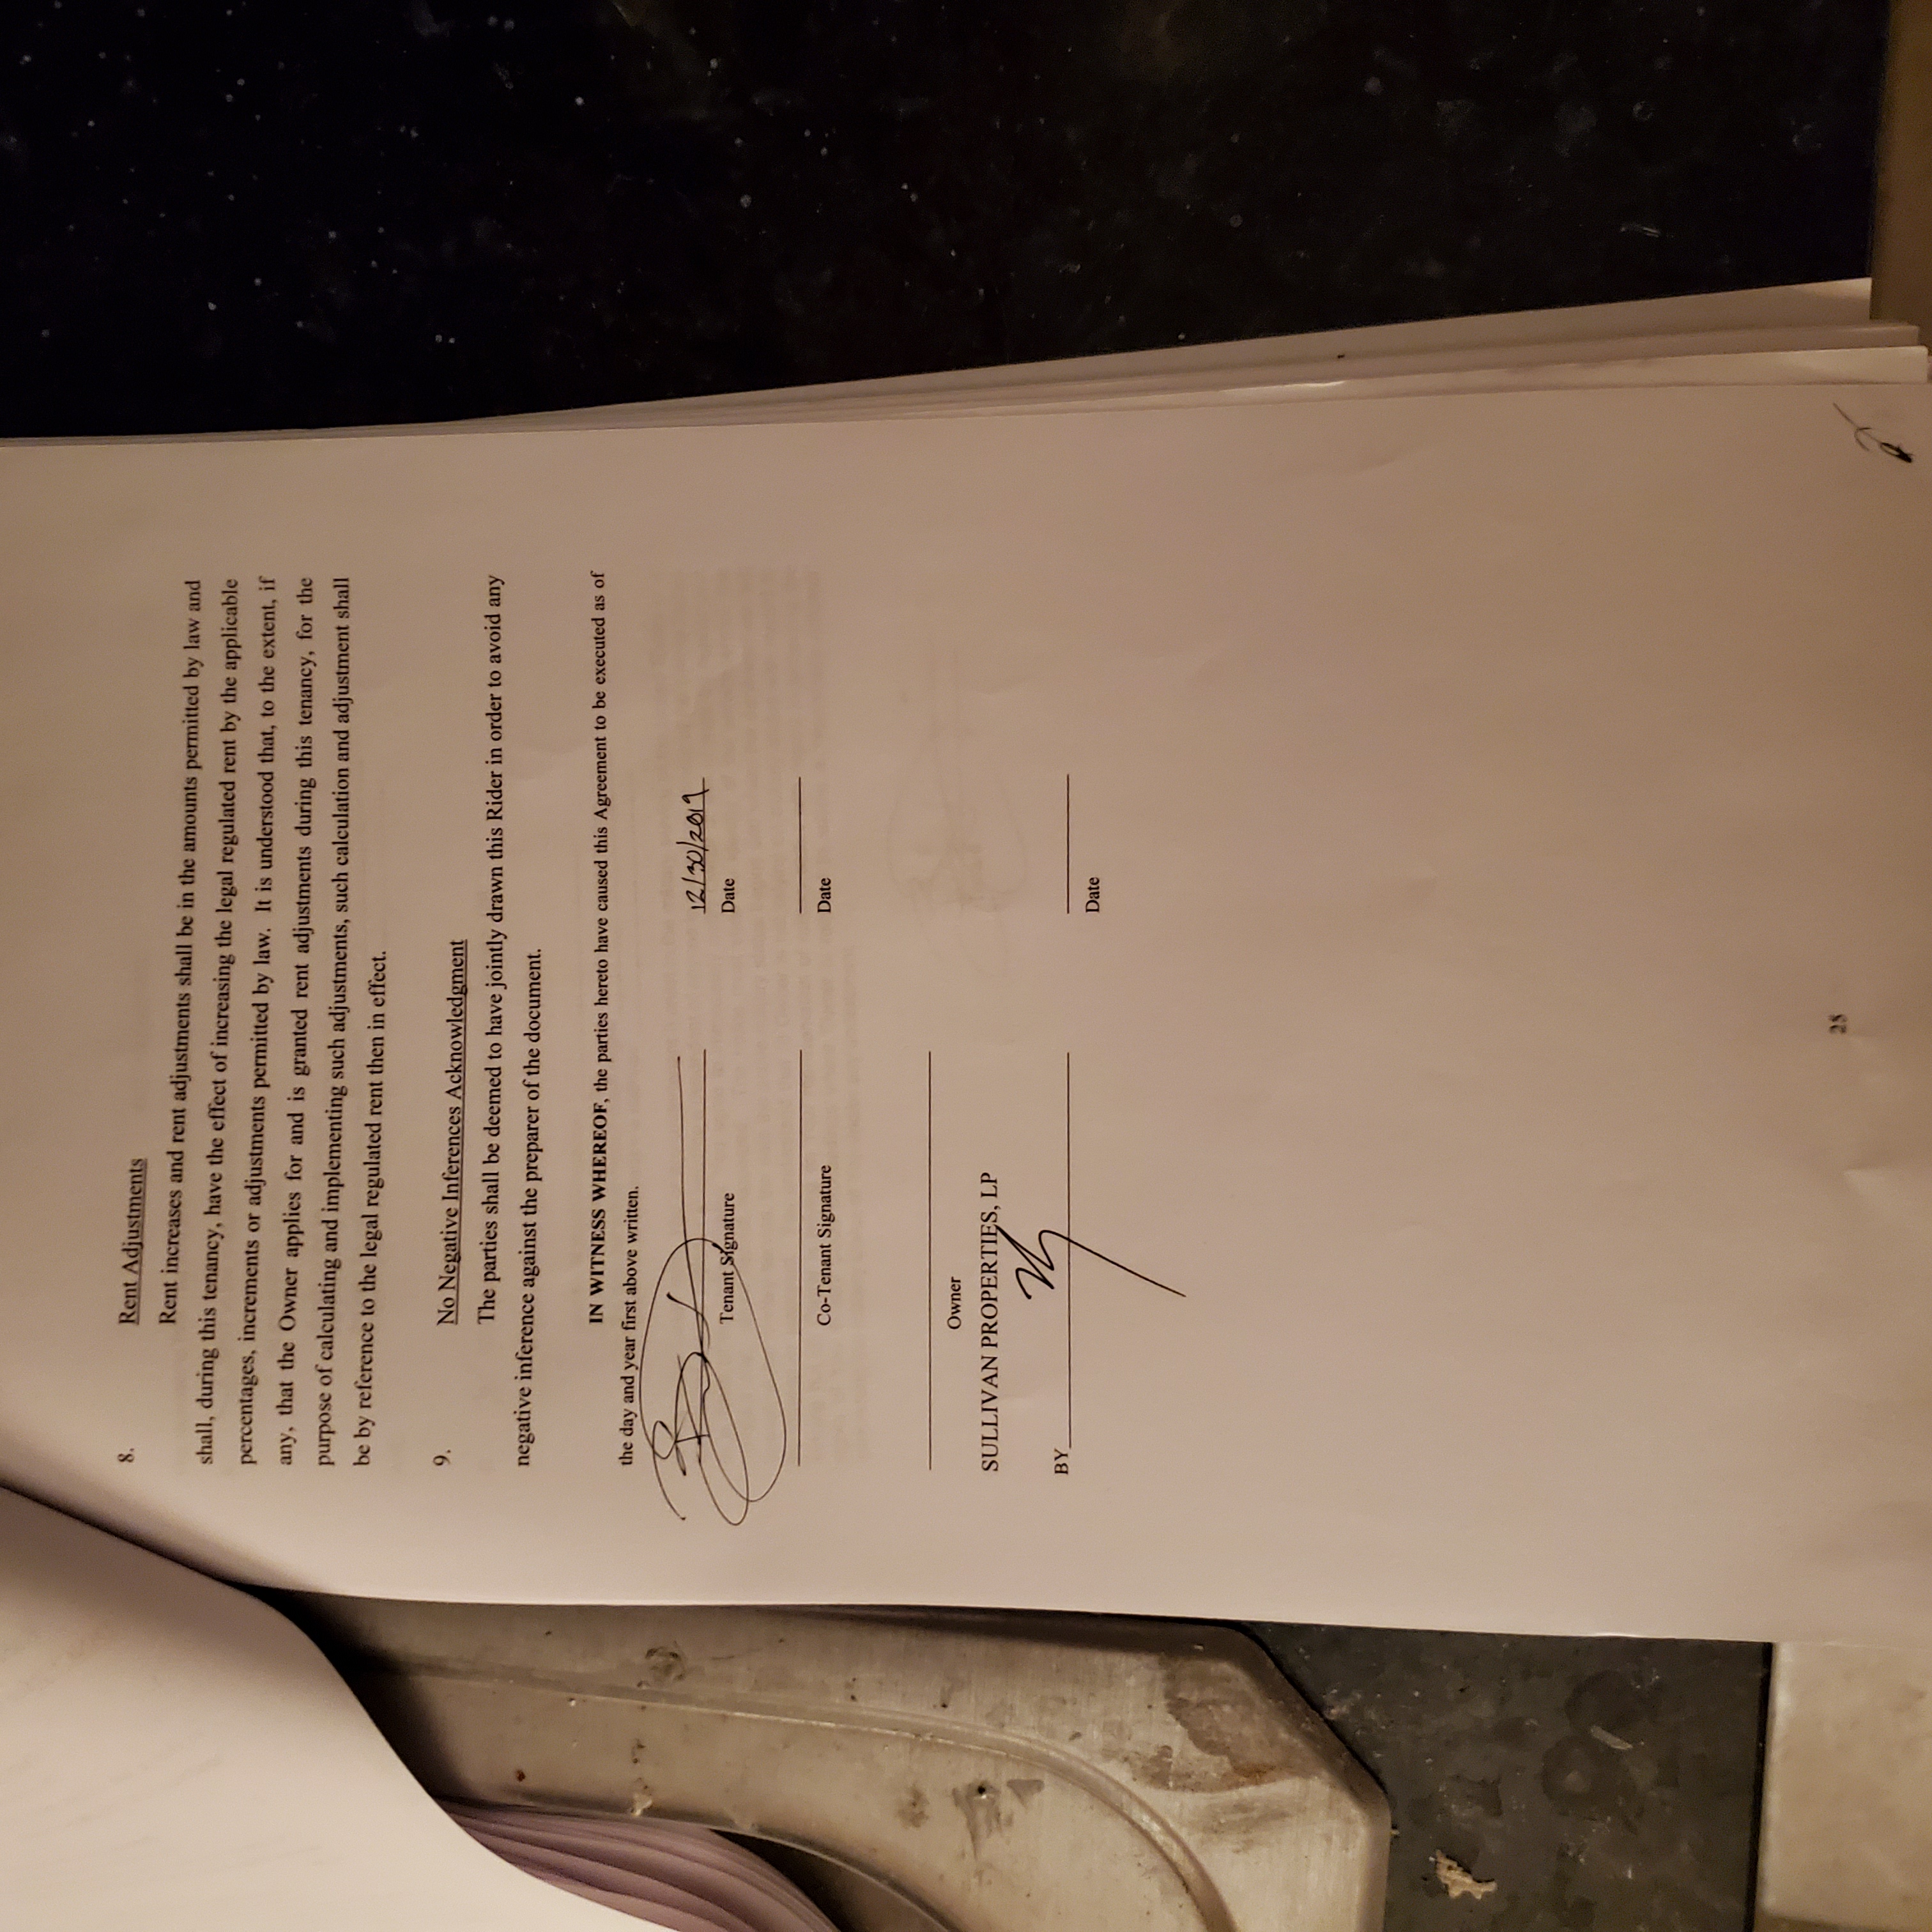 8. Rent Adjustments
Rent increases and rent adjustments shall be in the amounts permitted by law and
shall, during this tenancy, have the effect of increasing the legal regulated rent by the applicable
percentages, increments or adjustments permitted by law. It is understood that, to the extent, if
any, that the Owner applies for and is granted rent adjustments during this tenancy, for the
purpose of calculating and implementing such adjustments, such calculation and adjustment shall
be by reference to the legal regulated rent then in effect.
9. No Negative Inferences Acknowledgment
The parties shall be deemed to have jointly drawn this Rider in order to avoid any
negative inference against the preparer of the document.
IN WITNESS WHEREOF, the parties hereto have caused this Agreement to be executed as of
the day and year first above written.
12/30/2019
Tenant Signature Date
Co-Tenant Signature Date
Owner
SULLIVAN PROPERTIES, LP
BY
Date
25